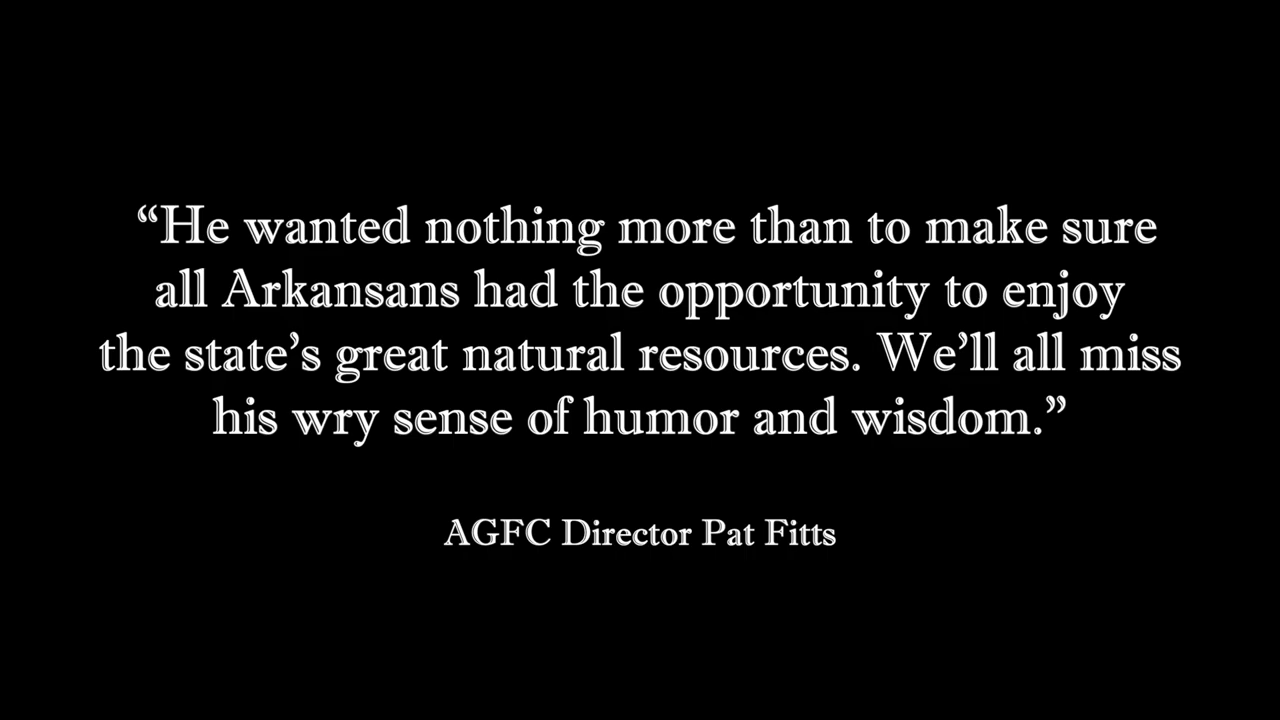 “He wanted nothing more than to make sure
all Arkansans had the opportunity to enjoy
the state’s great natural resources. We’ll all miss
his wry sense of humor and wisdom.”
AGFC Director Pat Fitts